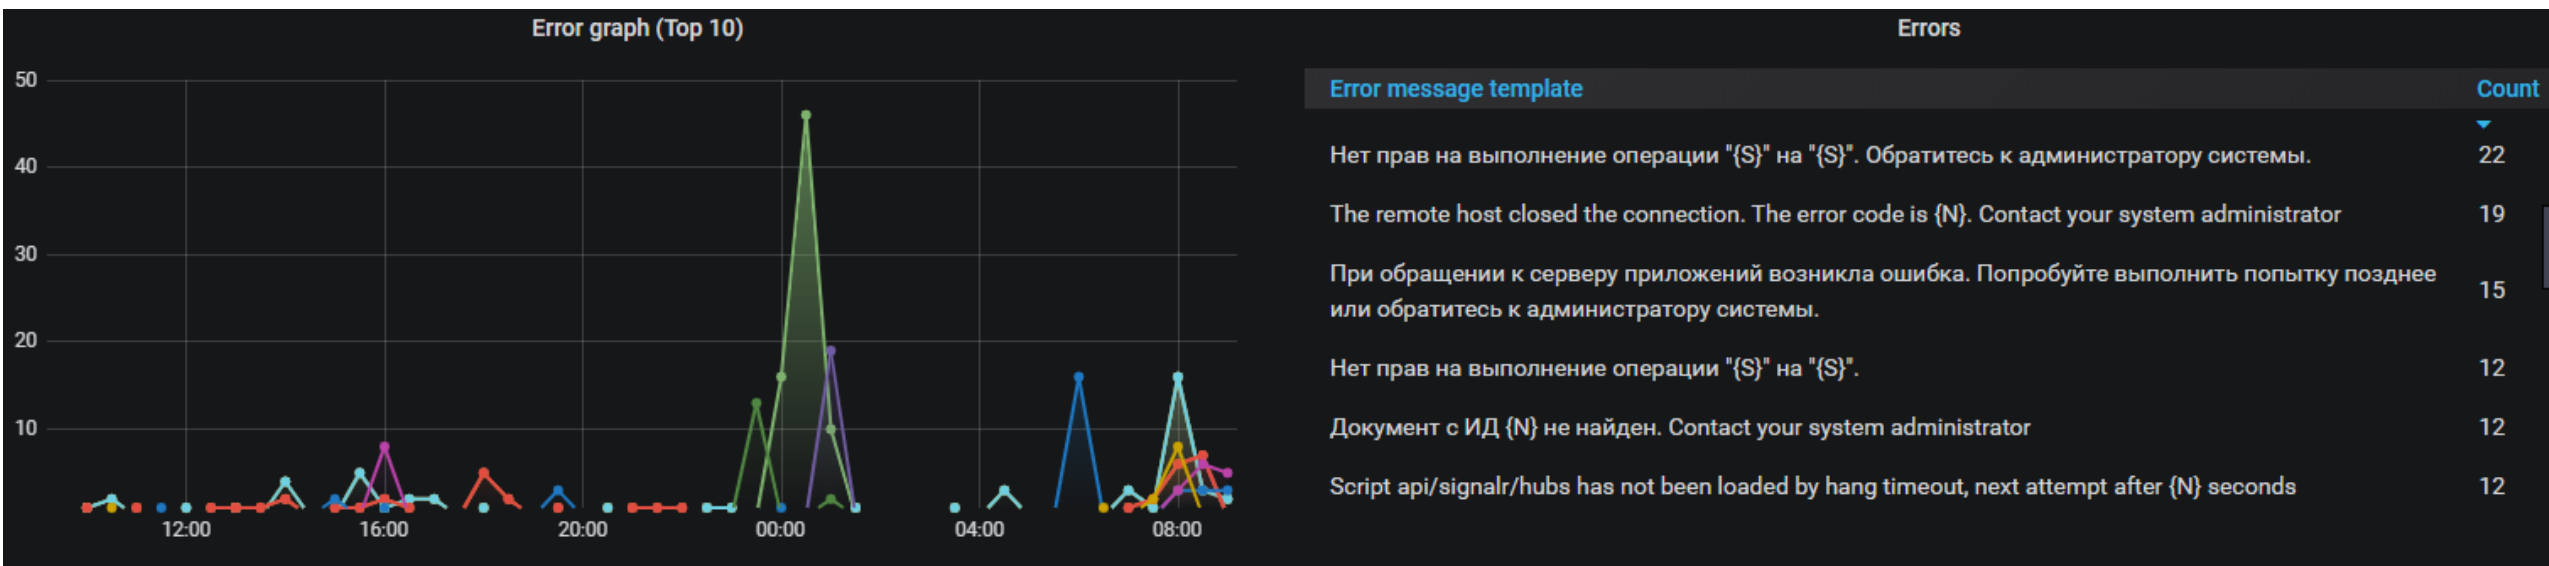 Error graph (Top 10)
50
40
30
20
10
12:00 16:00 20:00 00:00 04:00 08:00
Errors
Error message template Count
Нет прав на выполнение операции "{S}" на "{S}". Обратитесь к администратору системы. 22
The remote host closed the connection. The error code is {N}. Contact your system administrator 19
При обращении к серверу приложений возникла ошибка. Попробуйте выполнить попытку позднее
или обратитесь к администратору системы. 15
Нет прав на выполнение операции "{S}" на "{S}". 12
Документ с ИД {N} не найден. Contact your system administrator 12
Script api/signalr/hubs has not been loaded by hang timeout, next attempt after {N} seconds 12